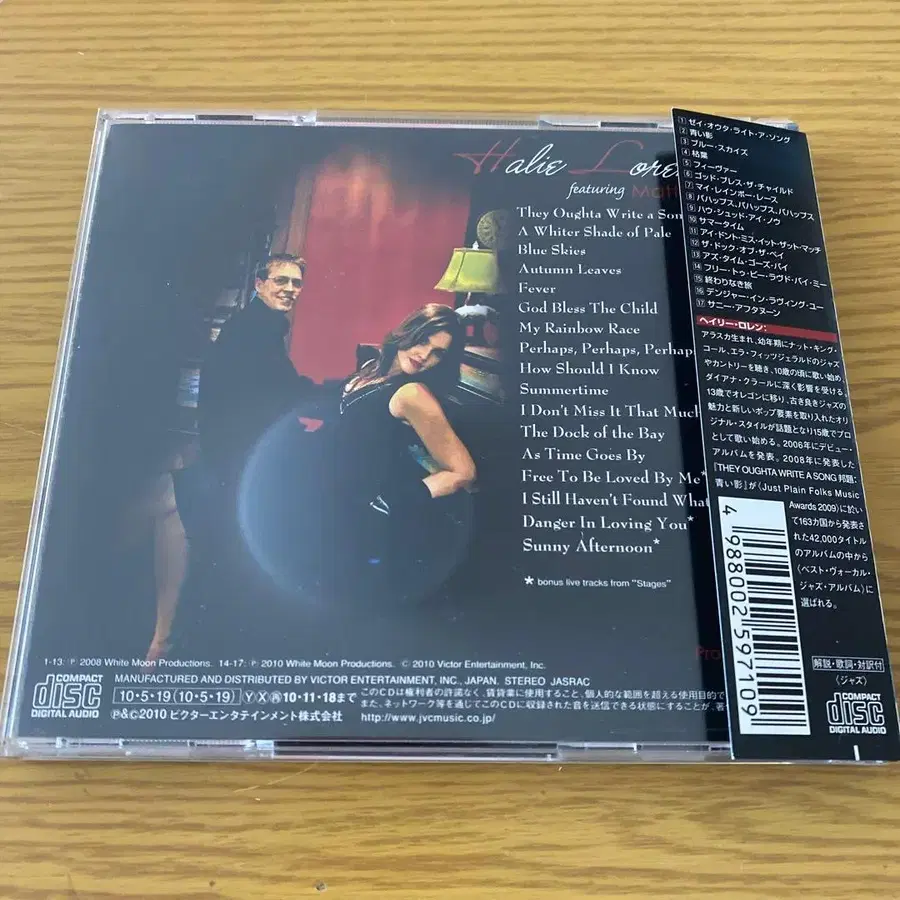 Halie Lore
featuring Matt
They Oughta Write a Son
A Whiter Shade of Pale
Blue Skies
Autumn Leaves
Fever
God Bless The Child
My Rainbow Race
Perhaps, Perhaps, Perhap
How Should I Know
Summertime
I Don't Miss It That Much
The Dock of the Bay
As Time Goes By
Free To Be Loved By Me*
I Still Haven't Found What
Danger In Loving You*
Sunny Afternoon*
* bonus live tracks from "Stages"
Pro
1-13: Ⓟ 2008 White Moon Productions. 14-17: Ⓟ 2010 White Moon Productions. © 2010 Victor Entertainment, Inc.
MANUFACTURED AND DISTRIBUTED BY VICTOR ENTERTAINMENT, INC., JAPAN. STEREO JASRAC
COMPACT disc DIGITAL AUDIO
10・5・19 (10・5・19) Y X 10・11・18まで
このCDは権利者の許諾なく、賃貸業に使用すること、個人的な範囲を超える使用目的で
また、ネットワーク等を通じてこのCDに収録された音を送信できる状態にすることが、著
Ⓟ&©2010 ビクターエンタテインメント株式会社
http://www.jvcmusic.co.jp/
1 ゼイ・オウタ・ライト・ア・ソング
2 青い影
3 ブルー・スカイズ
4 枯葉
5 フィーヴァー
6 ゴッド・ブレス・ザ・チャイルド
7 マイ・レインボー・レース
8 パハップス、パハップス、パハップス
9 ハウ・シュッド・アイ・ノウ
10 サマータイム
11 アイ・ドント・ミス・イット・ザット・マッチ
12 ザ・ドック・オブ・ザ・ベイ
13 アズ・タイム・ゴーズ・バイ
14 フリー・トゥ・ビー・ラヴド・バイ・ミー
15 終わりなき旅
16 デンジャー・イン・ラヴィング・ユー
17 サニー・アフタヌーン
ヘイリー・ロレン:
アラスカ生まれ、幼年期にナット・キング・
コール、エラ・フィッツジェラルドのジャズ
やカントリーを聴き、10歳の頃に歌い始め、
ダイアナ・クラールに深く影響を受ける。
13歳でオレゴンに移り、古き良きジャズの
魅力と新しいポップ要素を取り入れたオリ
ジナル・スタイルが話題となり15歳でプロ
として歌い始める。2006年にデビュー・
アルバムを発表。2008年に発表した
『THEY OUGHTA WRITE A SONG 邦題:
青い影』が〈Just Plain Folks Music
Awards 2009〉に於い
て163カ国から発表さ
れた42,000タイトル
のアルバムの中から
〈ベスト・ヴォーカル・
ジャズ・アルバム〉に
選ばれる。
4 988002 597109
解説・歌詞・対訳付
〈ジャズ〉
COMPACT disc DIGITAL AUDIO